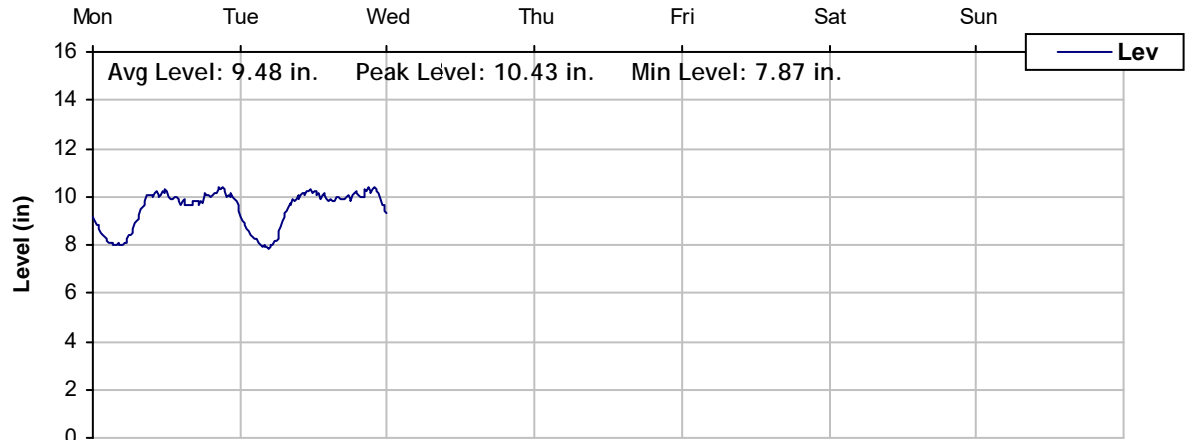 Mon Tue Wed Thu Fri Sat Sun
Lev
Avg Level: 9.48 in. Peak Level: 10.43 in. Min Level: 7.87 in.
Level (in)
16
14
12
10
8
6
4
2
0